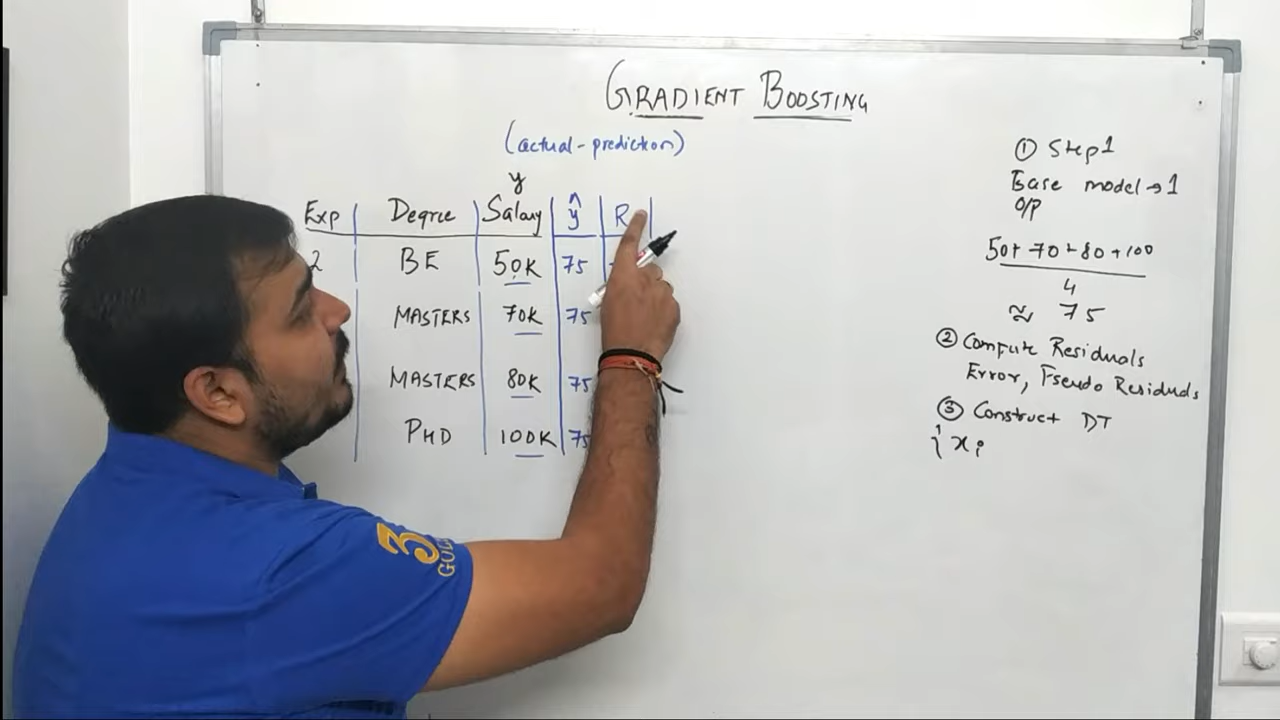 GRADIENT BOOSTING
(actual-prediction)
y
Exp Degree Salary ŷ R
2 BE 50K 75 -
MASTERS 70K 75
MASTERS 80K 75
PHD 100K 75
① Step1
Base model → 1
O/P
50+70+80+100
4
≈ 75
② Compute Residuals
Error, Pseudo Residuals
③ Construct DT
{ xi
3